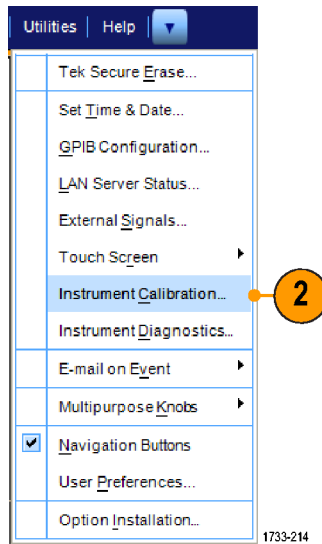 Utilities | Help
Tek Secure Erase...
Set Time & Date...
GPIB Configuration...
LAN Server Status...
External Signals...
Touch Screen
Instrument Calibration...
2
Instrument Diagnostics...
E-mail on Event
Multipurpose Knobs
Navigation Buttons
User Preferences...
Option Installation...
1733-214